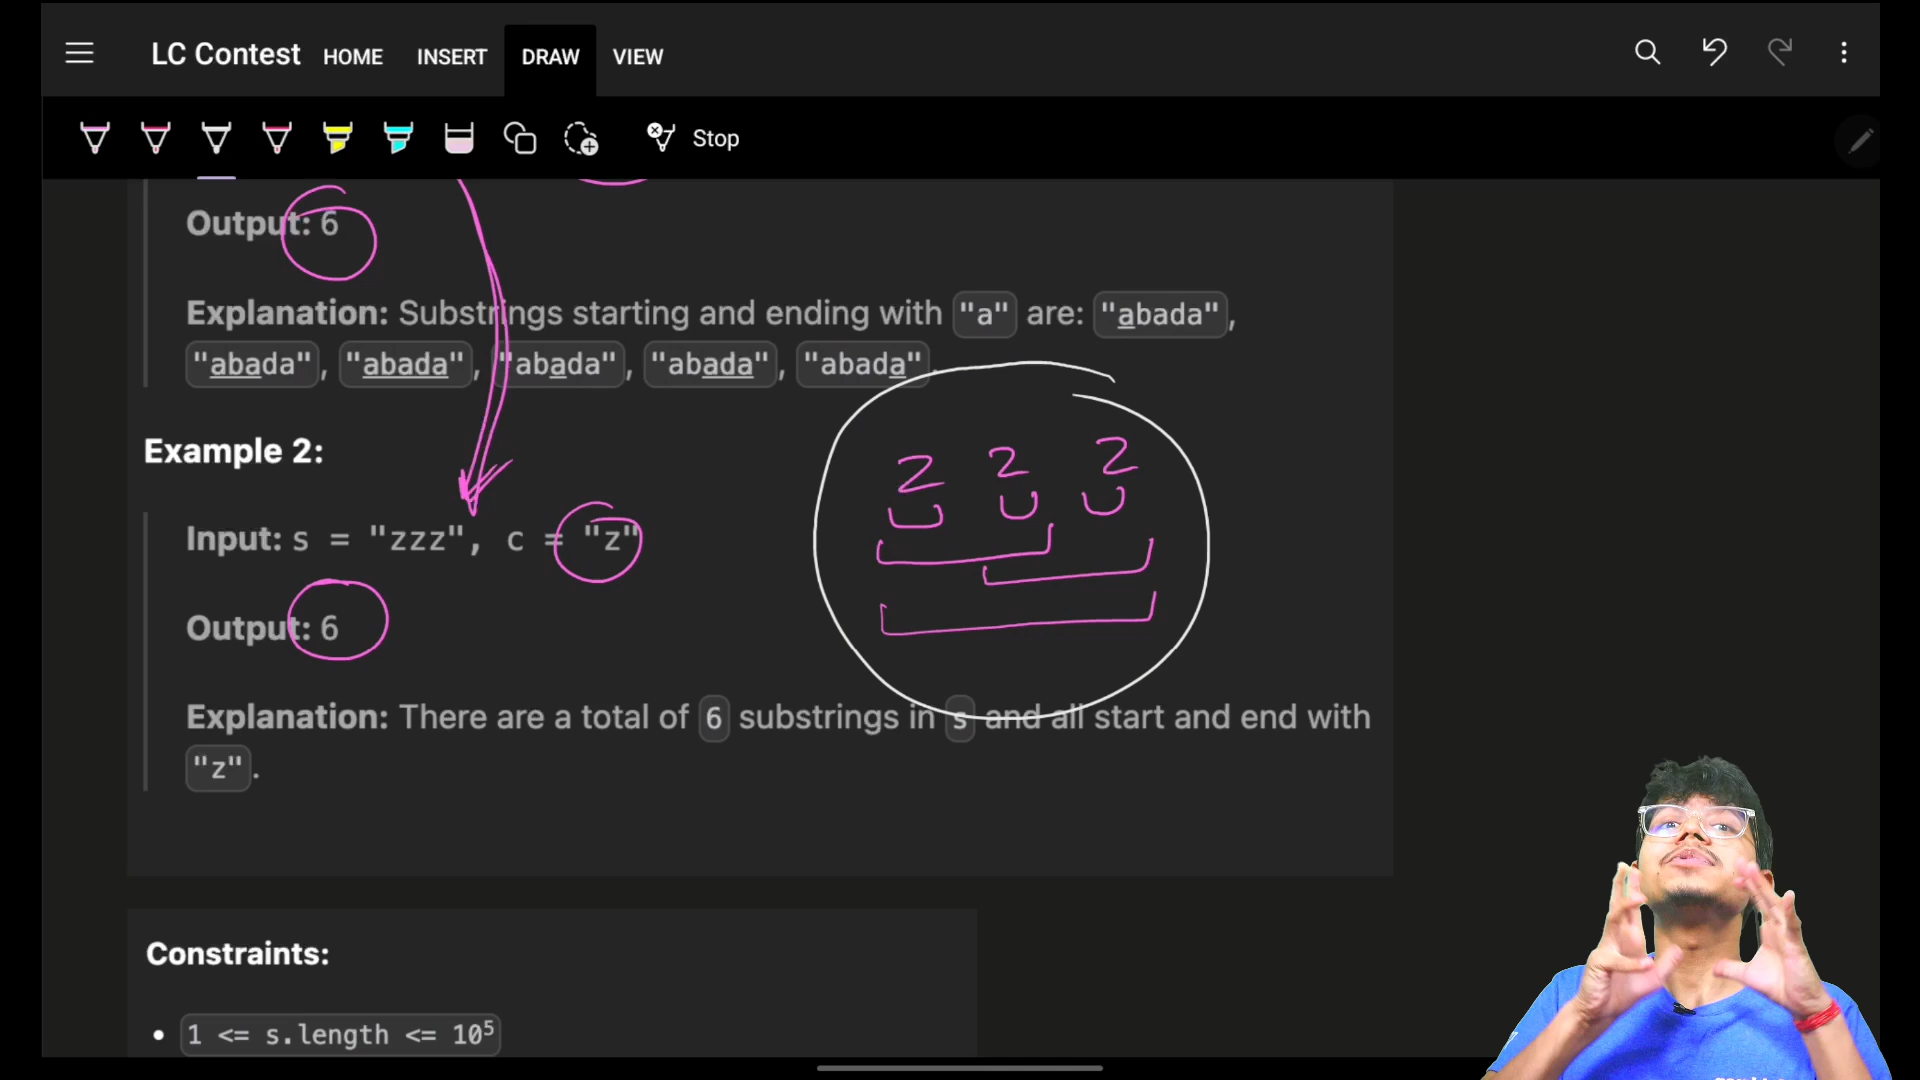 LC Contest HOME INSERT DRAW VIEW
Stop
Output: 6
Explanation: Substrings starting and ending with "a" are: "abada",
"abada", "abada", "abada", "abada", "abada".
Example 2:
z z z
Input: s = "zzz", c = "z"
Output: 6
Explanation: There are a total of 6 substrings in s and all start and end with
"z".
Constraints:
• 1 <= s.length <= 10⁵